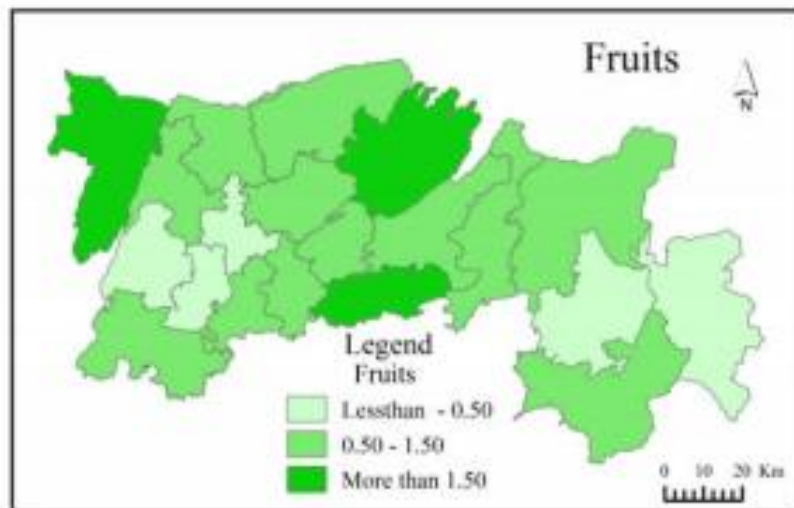 Fruits
N
Legend
Fruits
Lessthan - 0.50
0.50 - 1.50
More than 1.50
0 10 20 Km